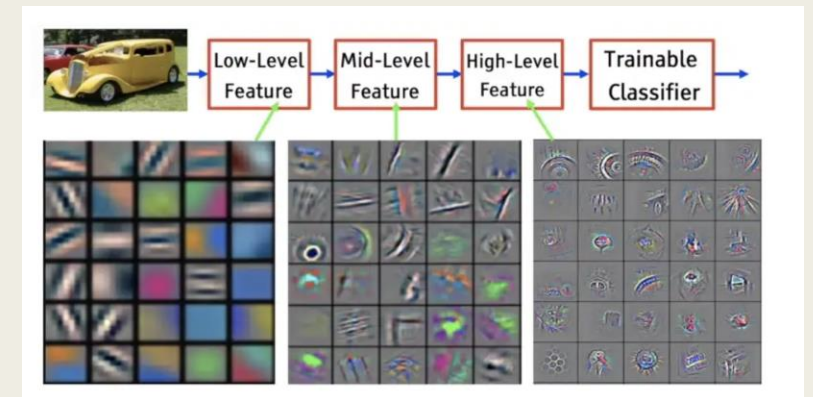 Low-Level
Feature
Mid-Level
Feature
High-Level
Feature
Trainable
Classifier